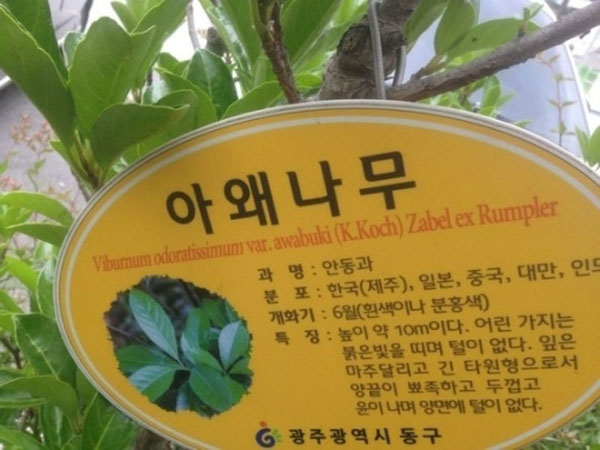 아왜나무
Viburnum odoratissimum var. awabuki (K.Koch) Zabel ex Rumpler
과 명 : 안동과
분 포 : 한국(제주), 일본, 중국, 대만, 인도
개화기 : 6월(흰색이나 분홍색)
특 징 : 높이 약 10m이다. 어린 가지는
붉은빛을 띠며 털이 없다. 잎은
마주달리고 긴 타원형으로서
양끝이 뾰족하고 두껍고
윤이 나며 양면에 털이 없다.
광주광역시 동구